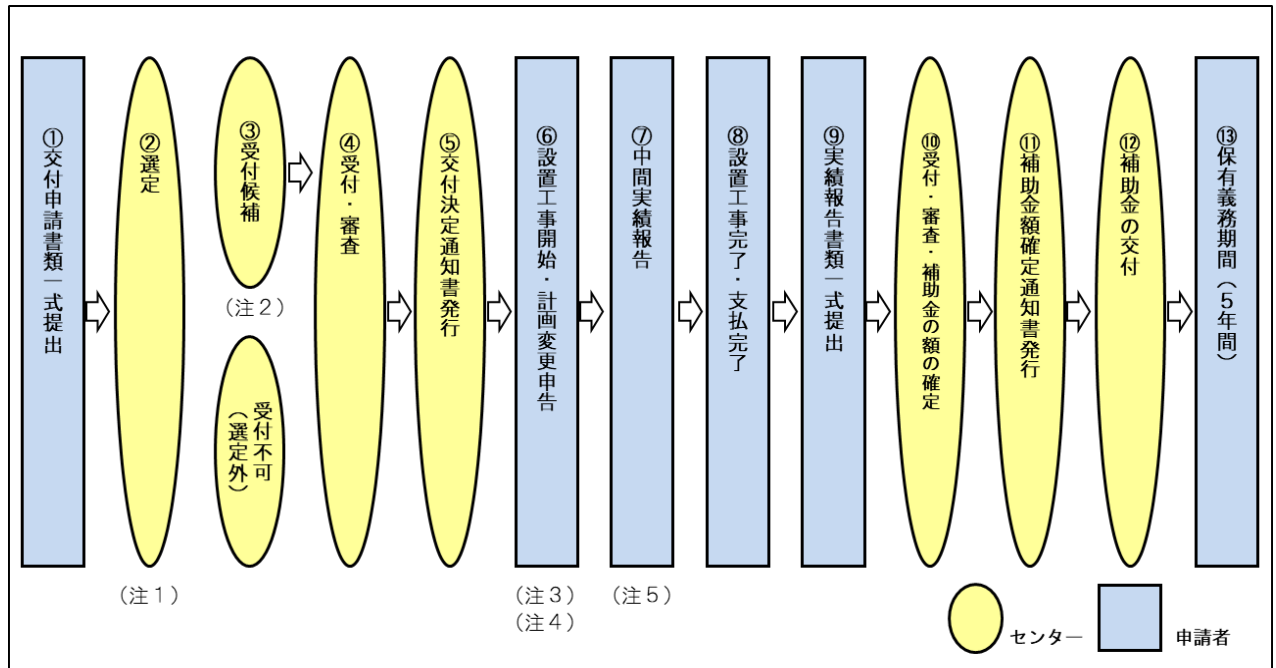 ①交付申請書類一式提出
②選定
③受付候補
(注2)
受付不可
(選定外)
④受付・審査
⑤交付決定通知書発行
⑥設置工事開始・計画変更申告
⑦中間実績報告
⑧設置工事完了・支払完了
⑨実績報告書類一式提出
⑩受付・審査・補助金の額の確定
⑪補助金額確定通知書発行
⑫補助金の交付
⑬保有義務期間(5年間)
(注1)
(注3)
(注4)
(注5)
センター
申請者